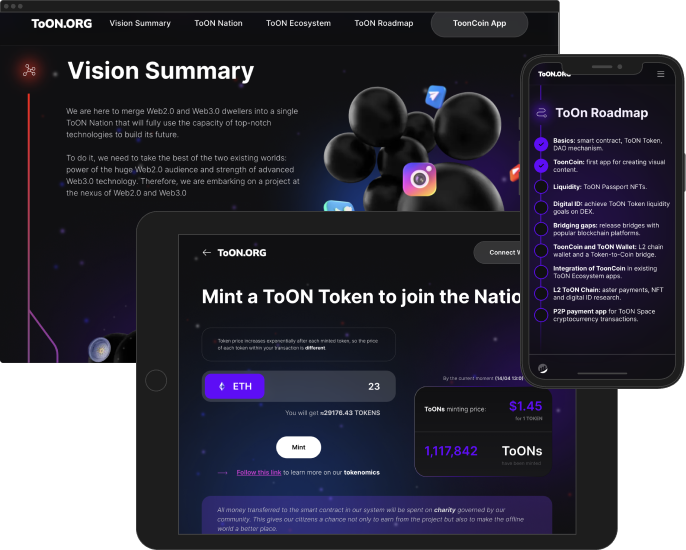 ToON.ORG
Vision Summary
ToON Nation
ToON Ecosystem
ToON Roadmap
ToonCoin App
Vision Summary
We are here to merge Web2.0 and Web3.0 dwellers into a single
ToON Nation that will fully use the capacity of top-notch
technologies to build its future.
To do it, we need to take the best of the two existing worlds:
power of the huge Web2.0 audience and strength of advanced
Web3.0 technology. Therefore, we are embarking on a project at
the nexus of Web2.0 and Web3.0
ToON.ORG
ToOn Roadmap
Basics: smart contract, ToON Token,
DAO mechanism.
ToonCoin: first app for creating visual
content.
Liquidity: ToON Passport NFTs.
Digital ID: achieve ToON Token liquidity
goals on DEX.
Bridging gaps: release bridges with
popular blockchain platforms.
ToonCoin and ToON Wallet: L2 chain
wallet and a Token-to-Coin bridge.
Integration of ToonCoin in existing
ToON Ecosystem apps.
L2 ToON Chain: aster payments, NFT
and digital ID research.
P2P payment app for ToON Space
cryptocurrency transactions.
ToON.ORG
Connect
Mint a ToON Token to join the Natio
Token price increases exponentially after each minted token, so the price
of each token within your transaction is different.
ETH
23
You will get ≈29176.43 TOKENS
Mint
Follow this link to learn more on our tokenomics
By the current moment (14/04 13:0
ToONs minting price:
$1.45
for 1 TOKEN
1,117,842
ToONs
have been minted
All money transferred to the smart contract in our system will be spent on charity governed by our
community. This gives our citizens a chance not only to earn from the project but also to make the offline
world a better place.